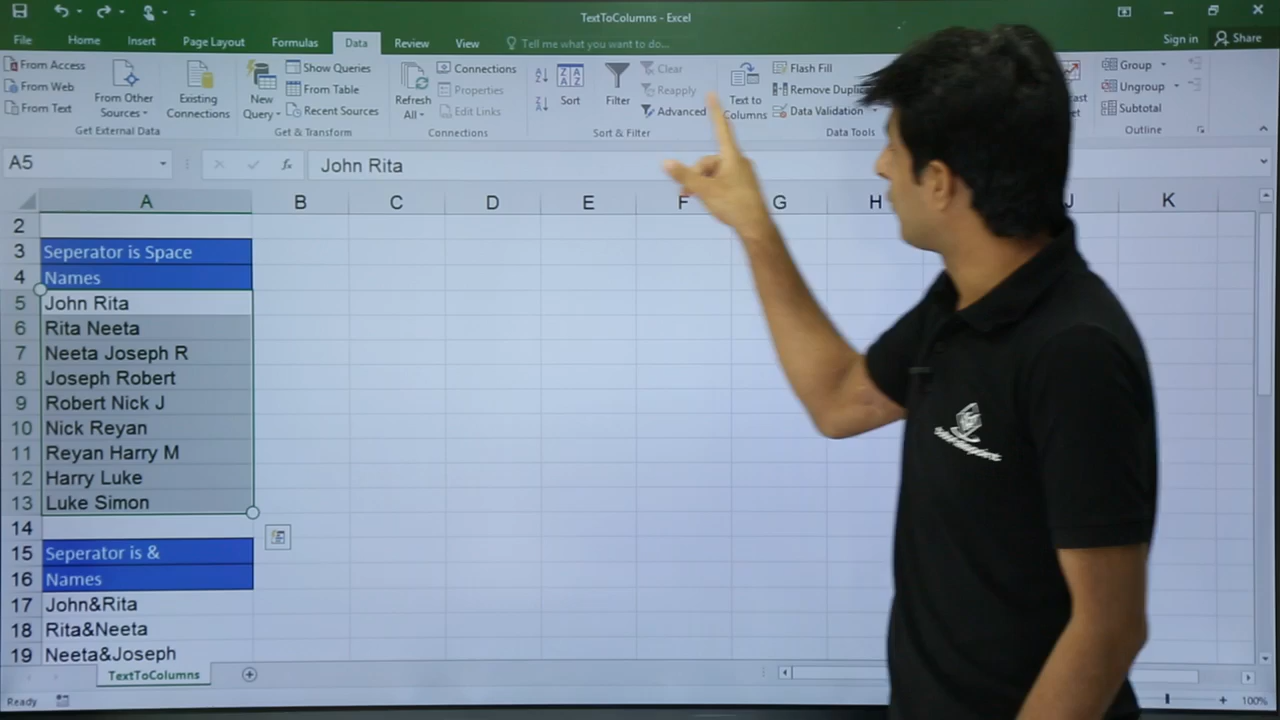 TextToColumns - Excel
File Home Insert Page Layout Formulas Data Review View Tell me what you want to do... Sign in Share
From Access
From Web
From Text
From Other Sources
Existing Connections
Get External Data
New Query
Show Queries
From Table
Recent Sources
Get & Transform
Refresh All
Connections
Properties
Edit Links
Connections
Sort
Filter
Clear
Reapply
Advanced
Sort & Filter
Text to Columns
Flash Fill
Remove
Data Validation
Data Tools
Group
Ungroup
Subtotal
Outline
A5 fx John Rita
A B C D E F G H J K
2
3 Seperator is Space
4 Names
5 John Rita
6 Rita Neeta
7 Neeta Joseph R
8 Joseph Robert
9 Robert Nick J
10 Nick Reyan
11 Reyan Harry M
12 Harry Luke
13 Luke Simon
14
15 Seperator is &
16 Names
17 John&Rita
18 Rita&Neeta
19 Neeta&Joseph
TextToColumns
Ready 100%